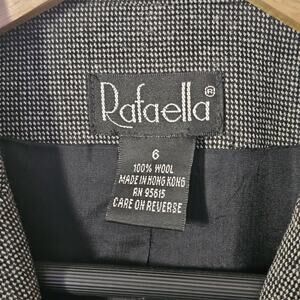 Rafaella®
6
100% WOOL
MADE IN HONG KONG
RN 95615
CARE ON REVERSE